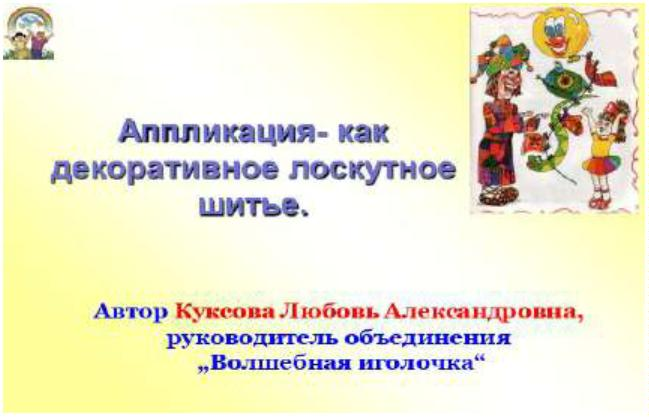 Аппликация- как
декоративное лоскутное
шитье.
Автор Куксова Любовь Александровна,
руководитель объединения
„Волшебная иголочка“